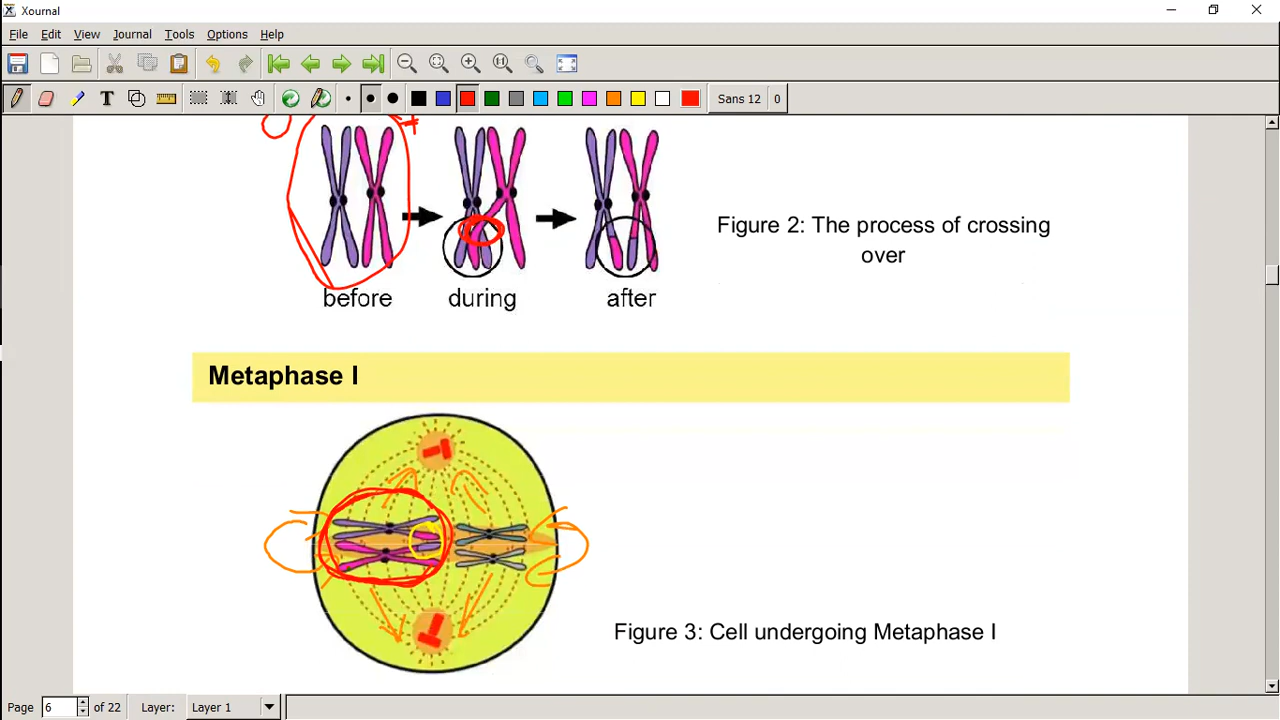 Xournal
File Edit View Journal Tools Options Help
T Sans 12 0
Figure 2: The process of crossing
over
before during after
Metaphase I
Figure 3: Cell undergoing Metaphase I
Page 6 of 22 Layer: Layer 1